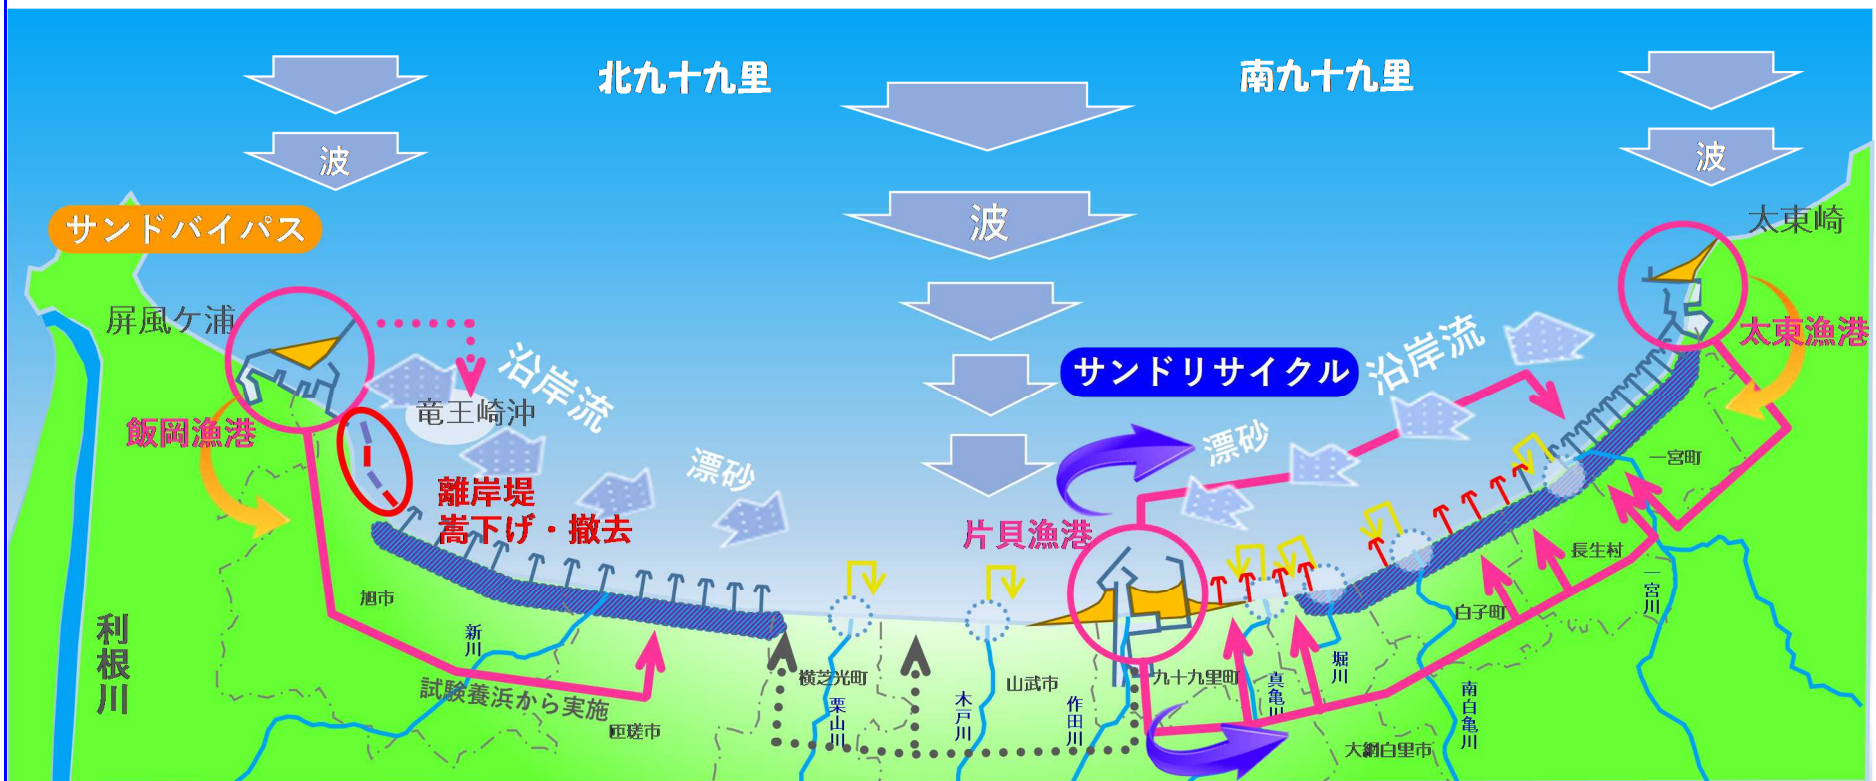 北九十九里
南九十九里
波
波
波
サンドバイパス
太東崎
屏風ケ浦
太東漁港
サンドリサイクル
沿岸流
沿岸流
竜王崎沖
飯岡漁港
漂砂
漂砂
離岸堤
嵩下げ・撤去
片貝漁港
一宮町
長生村
一宮川
旭市
新川
白子町
利根川
堀川
横芝光町
山武市
九十九里町
真亀川
南白亀川
試験養浜から実施
匝瑳市
栗山川
木戸川
作田川
大網白里市